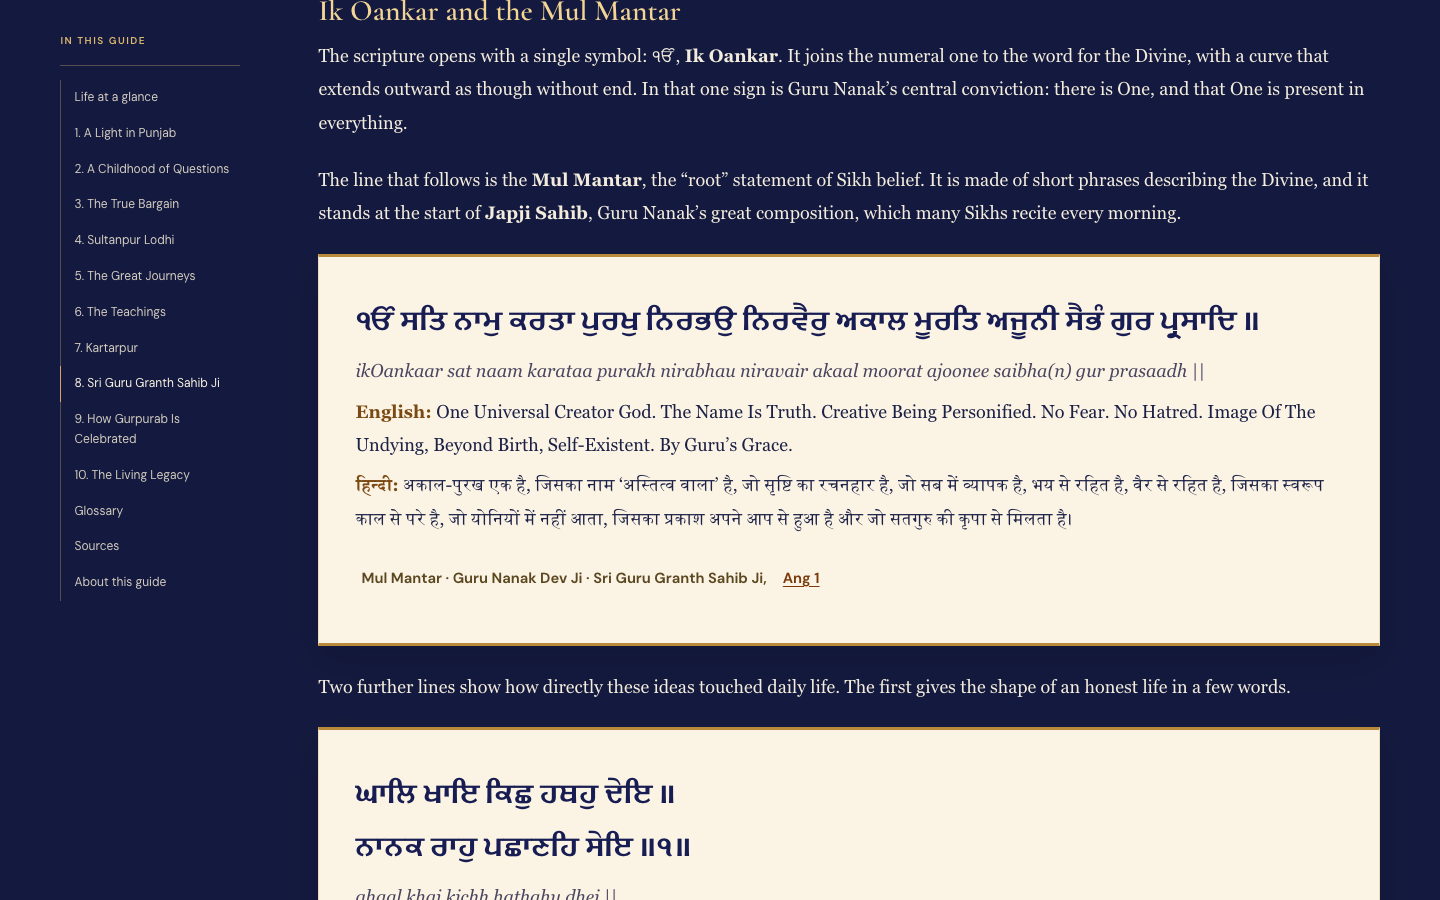 IN THIS GUIDE
Life at a glance
1. A Light in Punjab
2. A Childhood of Questions
3. The True Bargain
4. Sultanpur Lodhi
5. The Great Journeys
6. The Teachings
7. Kartarpur
8. Sri Guru Granth Sahib Ji
9. How Gurpurab Is
Celebrated
10. The Living Legacy
Glossary
Sources
About this guide
Ik Oankar and the Mul Mantar
The scripture opens with a single symbol: ੴ, Ik Oankar. It joins the numeral one to the word for the Divine, with a curve that
extends outward as though without end. In that one sign is Guru Nanak’s central conviction: there is One, and that One is present in
everything.
The line that follows is the Mul Mantar, the “root” statement of Sikh belief. It is made of short phrases describing the Divine, and it
stands at the start of Japji Sahib, Guru Nanak’s great composition, which many Sikhs recite every morning.
ੴ ਸਤਿ ਨਾਮੁ ਕਰਤਾ ਪੁਰਖੁ ਨਿਰਭਉ ਨਿਰਵੈਰੁ ਅਕਾਲ ਮੂਰਤਿ ਅਜੂਨੀ ਸੈਭੰ ਗੁਰ ਪ੍ਰਸਾਦਿ ॥
ikOankaar sat naam karataa purakh nirabhau niravair akaal moorat ajoonee saibha(n) gur prasaadh ||
English: One Universal Creator God. The Name Is Truth. Creative Being Personified. No Fear. No Hatred. Image Of The
Undying, Beyond Birth, Self-Existent. By Guru’s Grace.
हिन्दी: अकाल-पुरख एक है, जिसका नाम ‘अस्तित्व वाला’ है, जो सृष्टि का रचनहार है, जो सब में व्यापक है, भय से रहित है, वैर से रहित है, जिसका स्वरूप
काल से परे है, जो योनियों में नहीं आता, जिसका प्रकाश अपने आप से हुआ है और जो सतगुरु की कृपा से मिलता है।
Mul Mantar · Guru Nanak Dev Ji · Sri Guru Granth Sahib Ji, Ang 1
Two further lines show how directly these ideas touched daily life. The first gives the shape of an honest life in a few words.
ਘਾਲਿ ਖਾਇ ਕਿਛੁ ਹਥਹੁ ਦੇਇ ॥
ਨਾਨਕ ਰਾਹੁ ਪਛਾਣਹਿ ਸੇਇ ॥੧॥
ghaal khai kichh hathahu dhei ||